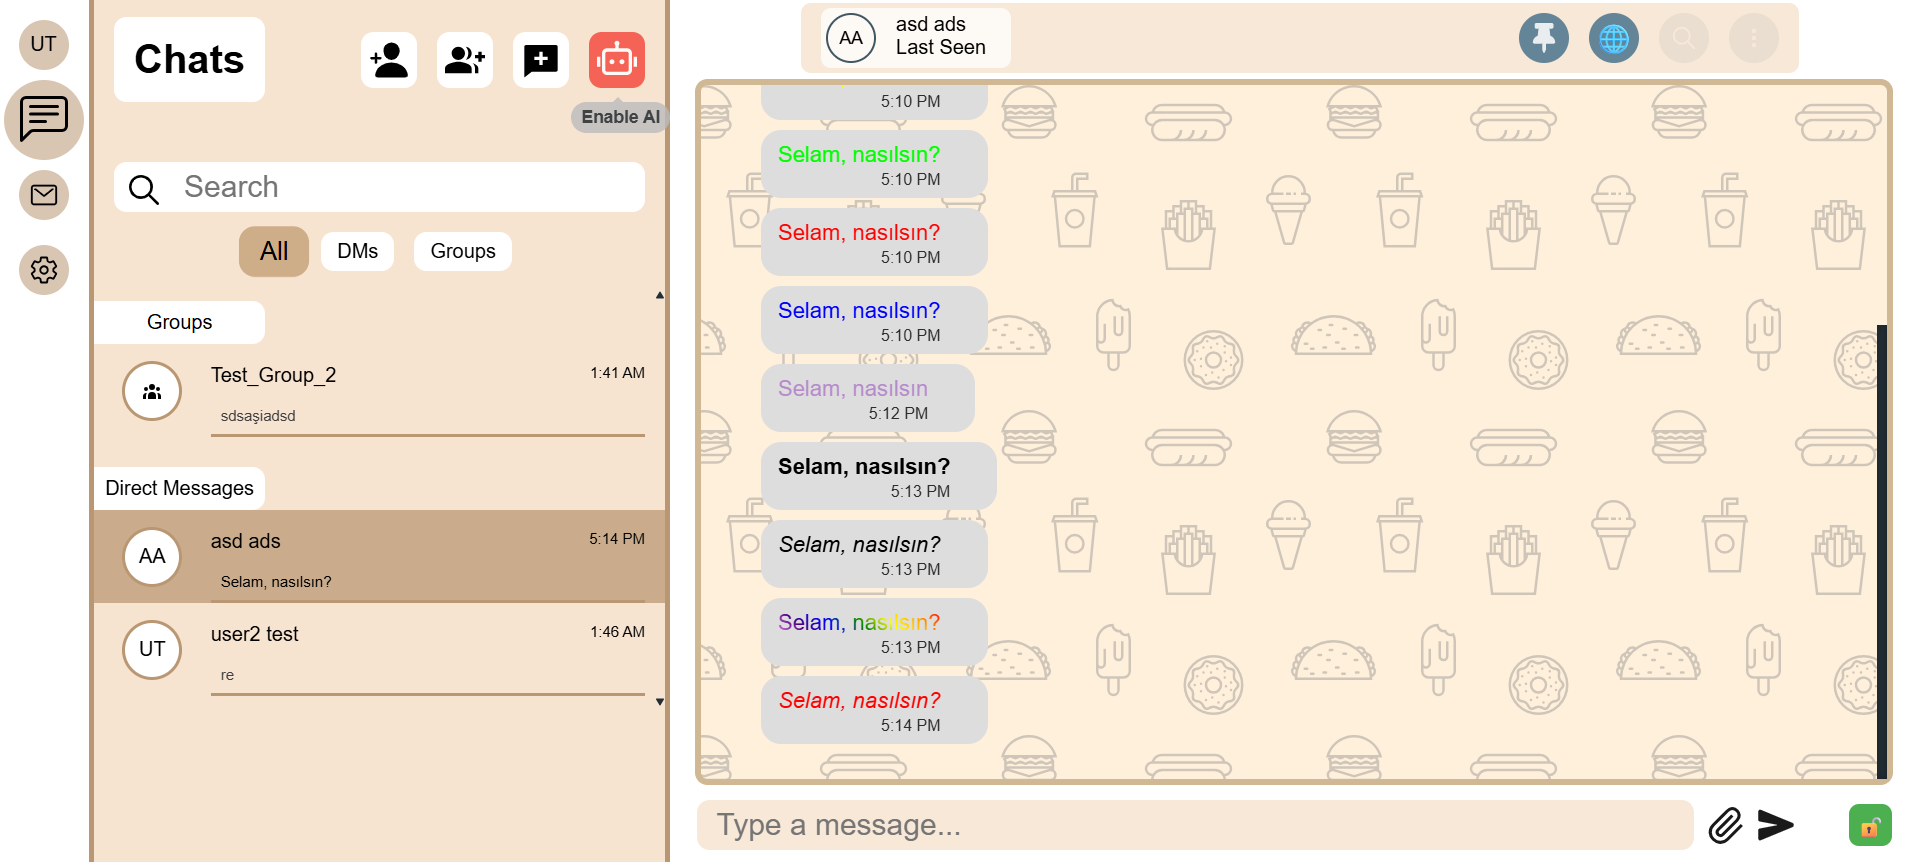 UT
Chats
Enable AI
Search
All
DMs
Groups
Groups
Test_Group_2
1:41 AM
sdsaşiadsd
Direct Messages
AA
asd ads
5:14 PM
Selam, nasılsın?
UT
user2 test
1:46 AM
re
AA
asd ads
Last Seen
5:10 PM
Selam, nasılsın?
5:10 PM
Selam, nasılsın?
5:10 PM
Selam, nasılsın?
5:10 PM
Selam, nasılsın
5:12 PM
Selam, nasılsın?
5:13 PM
Selam, nasılsın?
5:13 PM
Selam, nasılsın?
5:13 PM
Selam, nasılsın?
5:14 PM
Type a message...